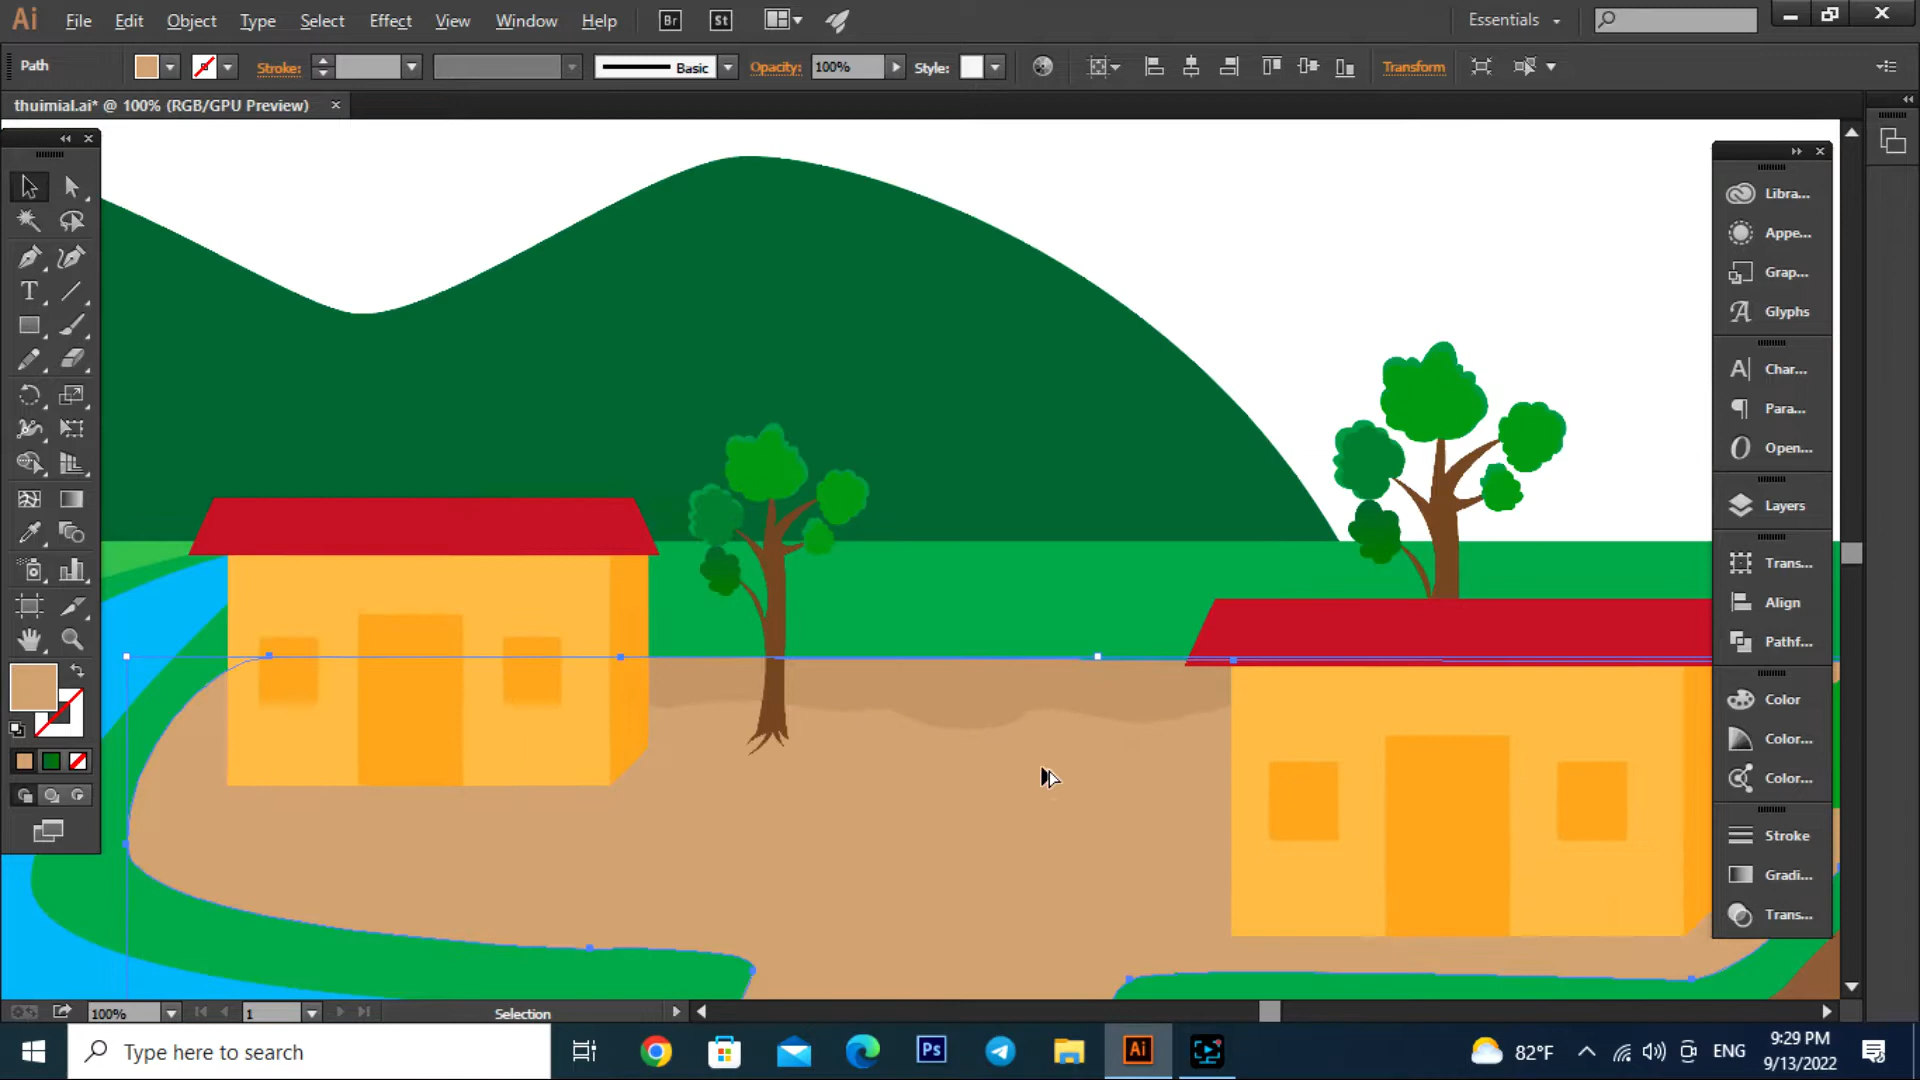 Ai File Edit Object Type Select Effect View Window Help Br St Essentials
Path Stroke: Basic Opacity: 100% Style: Transform
thuimial.ai* @ 100% (RGB/GPU Preview)
Libra...
Appe...
Grap...
Glyphs
Char...
Para...
Open...
Layers
Trans...
Align
Pathf...
Color
Color...
Color...
Stroke
Gradi...
Trans...
100% 1 Selection
Type here to search Ps Ai 82°F ENG 9:29 PM
9/13/2022